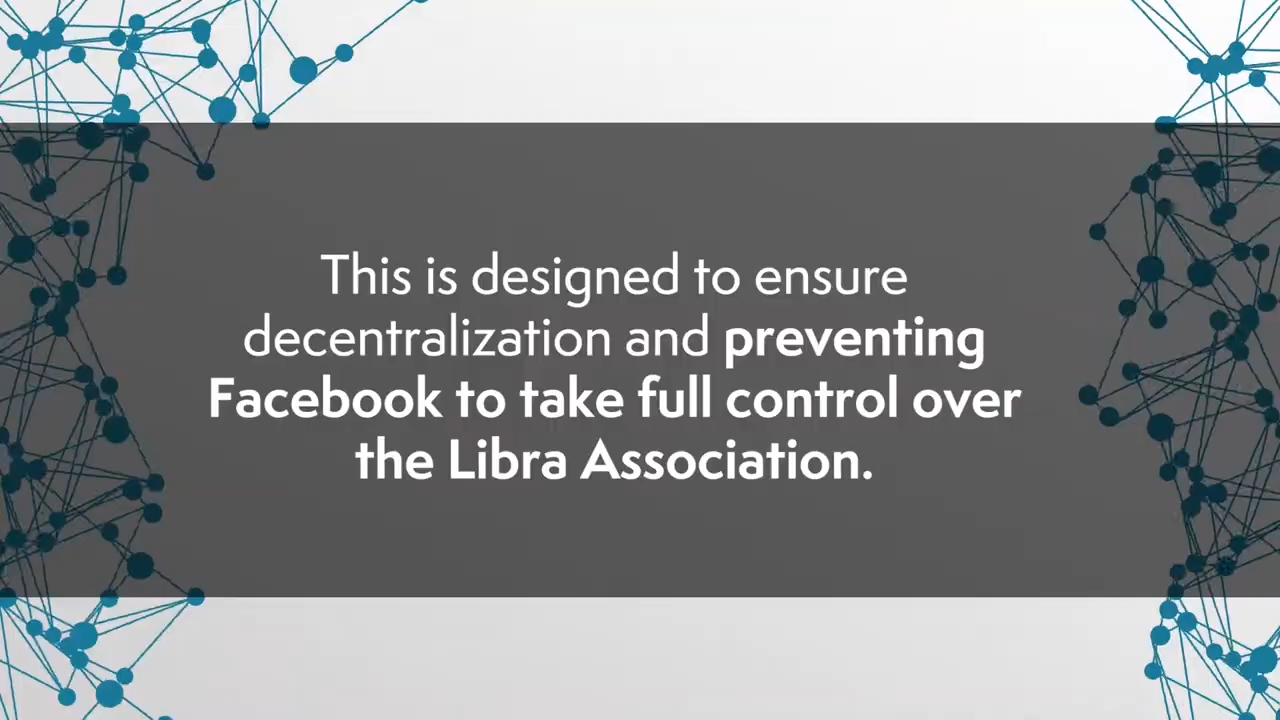 This is designed to ensure
decentralization and preventing
Facebook to take full control over
the Libra Association.